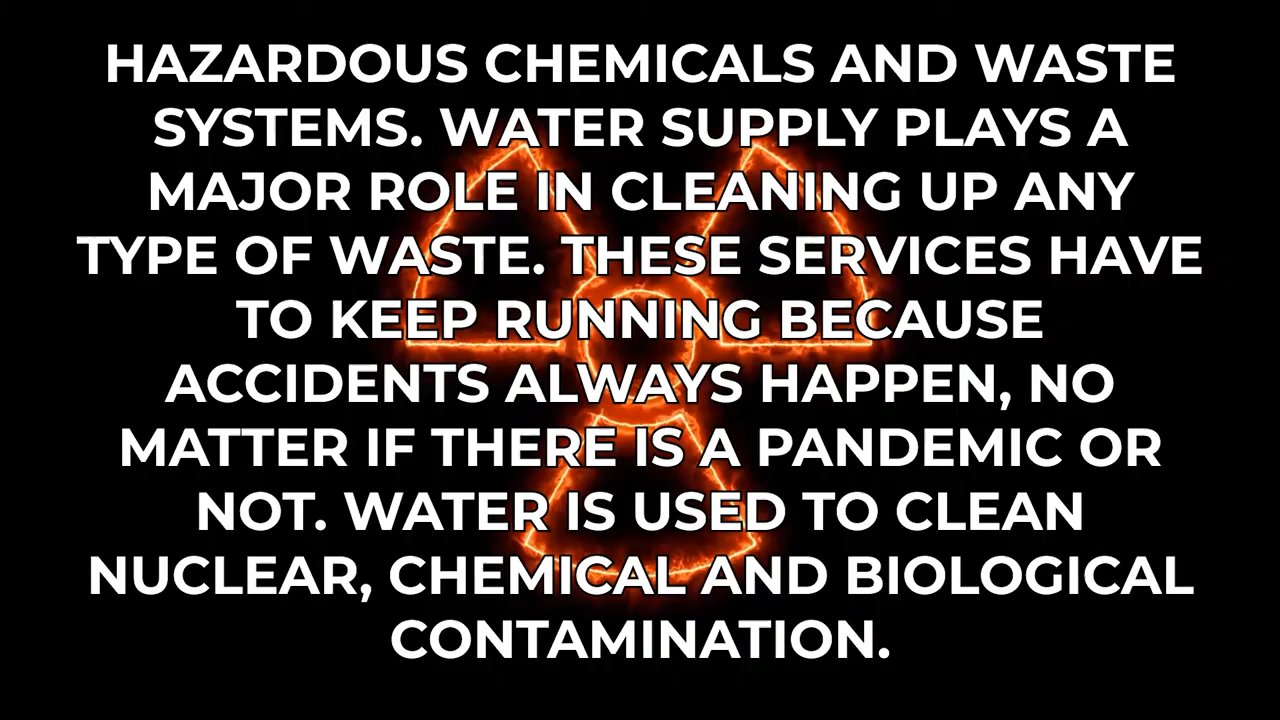 HAZARDOUS CHEMICALS AND WASTE
SYSTEMS. WATER SUPPLY PLAYS A
MAJOR ROLE IN CLEANING UP ANY
TYPE OF WASTE. THESE SERVICES HAVE
TO KEEP RUNNING BECAUSE
ACCIDENTS ALWAYS HAPPEN, NO
MATTER IF THERE IS A PANDEMIC OR
NOT. WATER IS USED TO CLEAN
NUCLEAR, CHEMICAL AND BIOLOGICAL
CONTAMINATION.